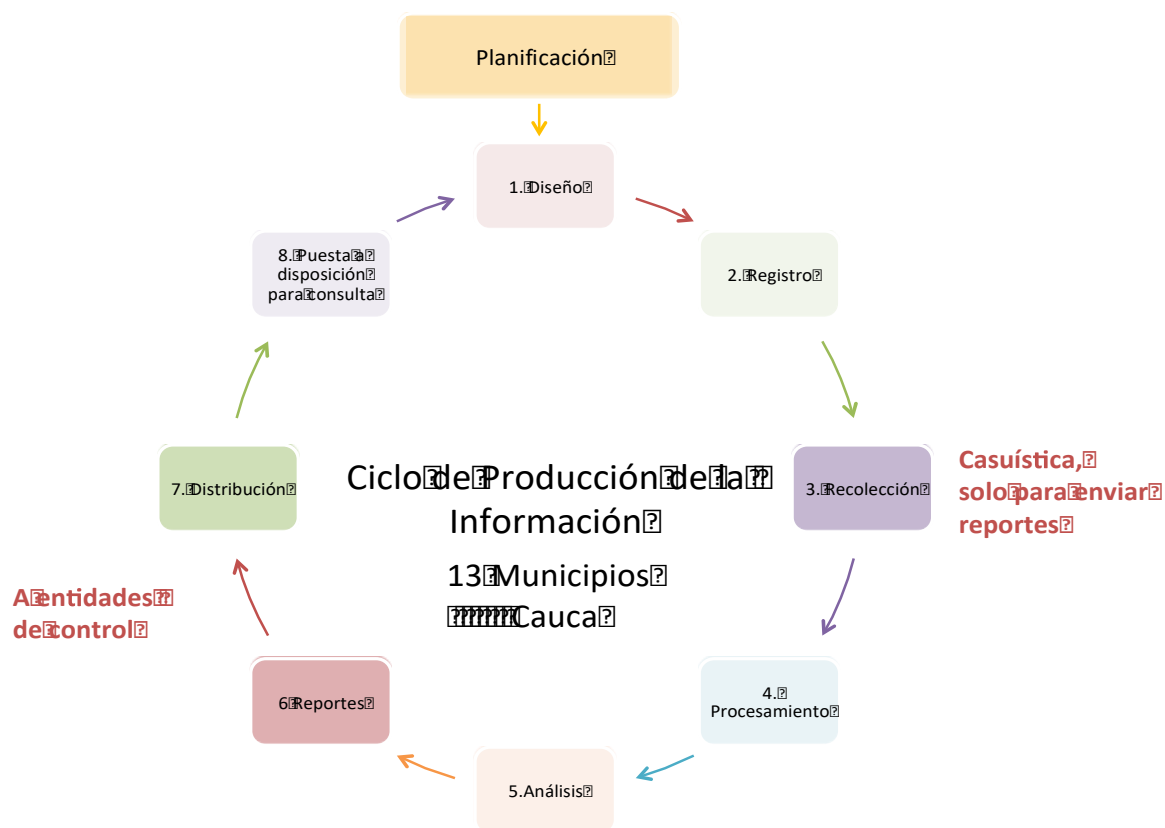 Planificación
1. Diseño
2. Registro
3. Recolección
Casuística,
solo para enviar
reportes
4.
Procesamiento
5.Análisis
6 Reportes
A entidades
de control
7. Distribución
8. Puesta a
disposición
para consulta
Ciclo de Producción de la
Información
13 Municipios
Cauca